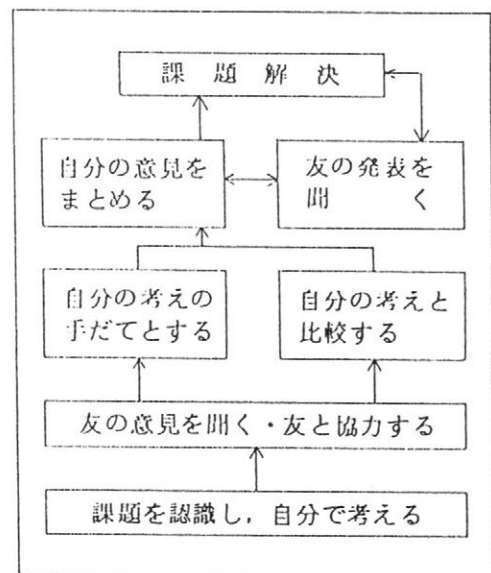 課題解決
自分の意見を
まとめる
友の発表を
聞く
自分の考えの
手だてとする
自分の考えと
比較する
友の意見を聞く・友と協力する
課題を認識し，自分で考える